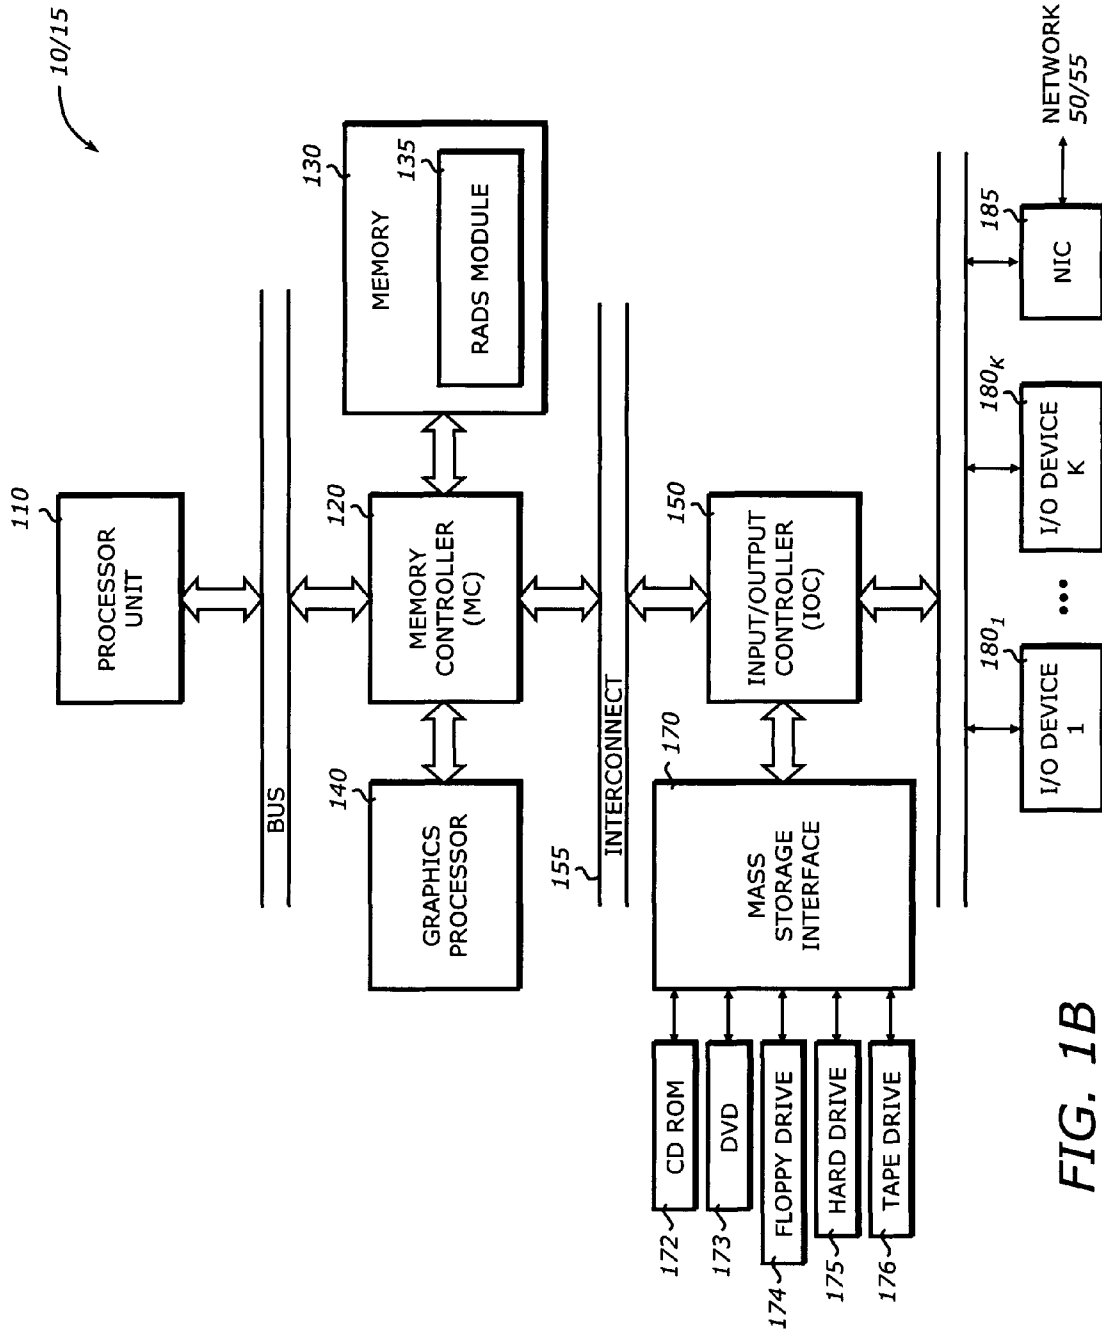 10/15
110
PROCESSOR
UNIT
BUS
120
MEMORY
CONTROLLER
(MC)
130
MEMORY
135
RADS MODULE
140
GRAPHICS
PROCESSOR
155
INTERCONNECT
150
INPUT/OUTPUT
CONTROLLER
(IOC)
170
MASS
STORAGE
INTERFACE
172
CD ROM
173
DVD
174
FLOPPY DRIVE
175
HARD DRIVE
176
TAPE DRIVE
180₁
I/O DEVICE
1
•••
180K
I/O DEVICE
K
185
NIC
NETWORK
50/55
FIG. 1B